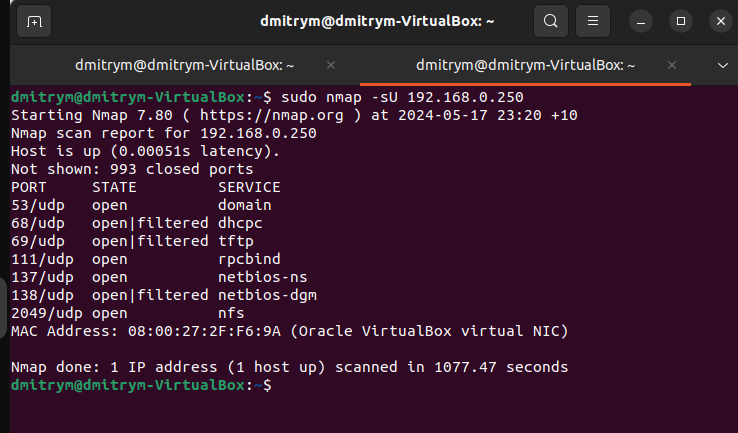 dmitrym@dmitrym-VirtualBox: ~
dmitrym@dmitrym-VirtualBox: ~ × dmitrym@dmitrym-VirtualBox: ~ ×
dmitrym@dmitrym-VirtualBox:~$ sudo nmap -sU 192.168.0.250
Starting Nmap 7.80 ( https://nmap.org ) at 2024-05-17 23:20 +10
Nmap scan report for 192.168.0.250
Host is up (0.00051s latency).
Not shown: 993 closed ports
PORT     STATE         SERVICE
53/udp   open          domain
68/udp   open|filtered dhcpc
69/udp   open|filtered tftp
111/udp  open          rpcbind
137/udp  open          netbios-ns
138/udp  open|filtered netbios-dgm
2049/udp open          nfs
MAC Address: 08:00:27:2F:F6:9A (Oracle VirtualBox virtual NIC)

Nmap done: 1 IP address (1 host up) scanned in 1077.47 seconds
dmitrym@dmitrym-VirtualBox:~$